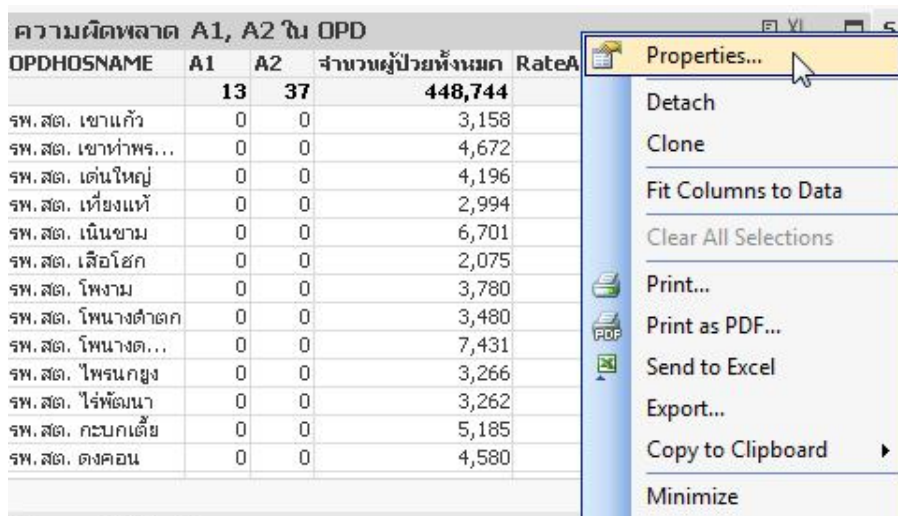 ความผิดพลาด A1, A2 ใน OPD
XL
OPDHOSNAME A1 A2 จำนวนผู้ป่วยทั้งหมด RateA
13 37 448,744
รพ.สต. เขาแก้ว 0 0 3,158
รพ.สต. เขาท่าพร... 0 0 4,672
รพ.สต. เด่นใหญ่ 0 0 4,196
รพ.สต. เที่ยงแท้ 0 0 2,994
รพ.สต. เนินขาม 0 0 6,701
รพ.สต. เสือโฮก 0 0 2,075
รพ.สต. โพงาม 0 0 3,780
รพ.สต. โพนางดำตก 0 0 3,480
รพ.สต. โพนางด... 0 0 7,431
รพ.สต. ไพรนกยูง 0 0 3,266
รพ.สต. ไร่พัฒนา 0 0 3,262
รพ.สต. กะบกเตี้ย 0 0 5,185
รพ.สต. ดงคอน 0 0 4,580
Properties...
Detach
Clone
Fit Columns to Data
Clear All Selections
Print...
PDF
Print as PDF...
Send to Excel
Export...
Copy to Clipboard
Minimize